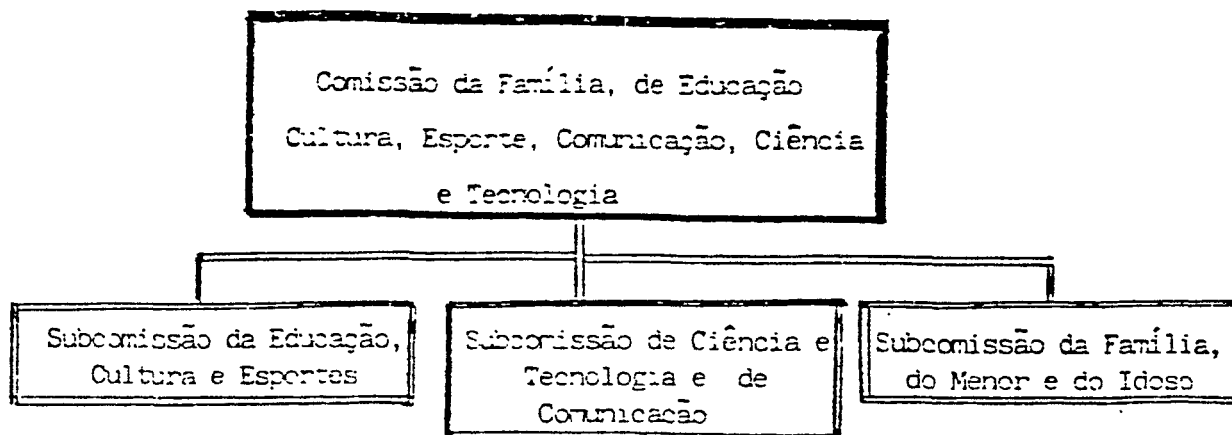 Comissão da Família, de Educação
Cultura, Esporte, Comunicação, Ciência
e Tecnologia
Subcomissão da Educação,
Cultura e Esportes
Subcomissão de Ciência e
Tecnologia e de
Comunicação
Subcomissão da Família,
do Menor e do Idoso